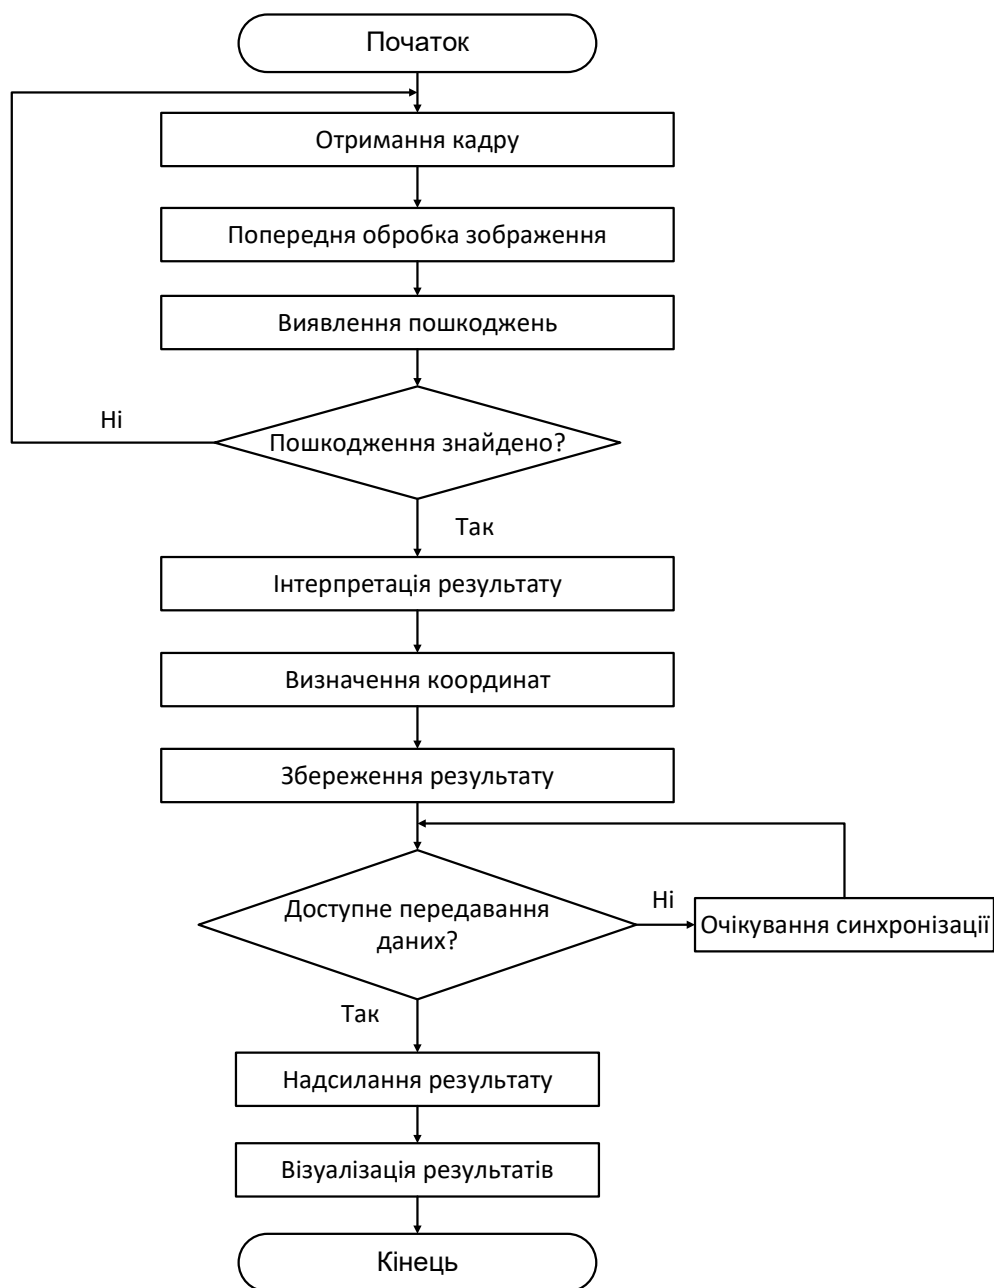 Початок
Отримання кадру
Попередня обробка зображення
Виявлення пошкоджень
Ні
Пошкодження знайдено?
Так
Інтерпретація результату
Визначення координат
Збереження результату
Доступне передавання
даних?
Ні
Очікування синхронізації
Так
Надсилання результату
Візуалізація результатів
Кінець